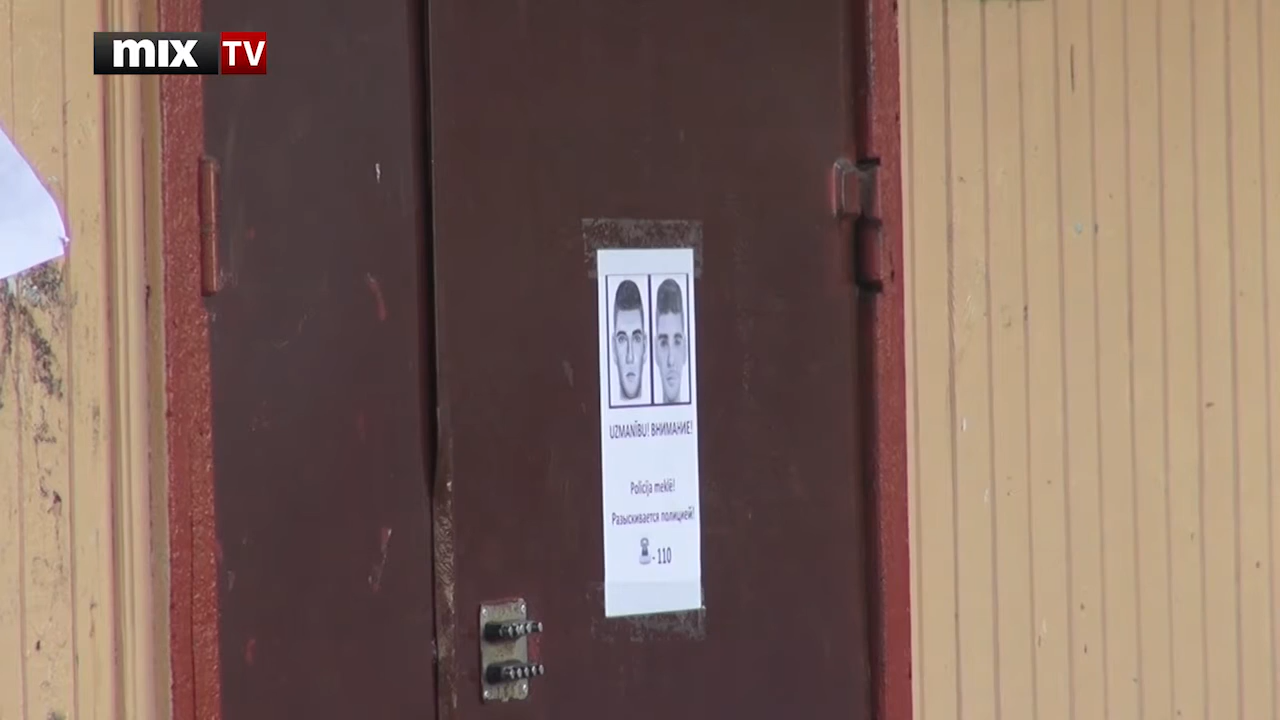 mix TV
UZMANĪBU! ВНИМАНИЕ!
Policija meklē!
Разыскивается полицией!
- 110